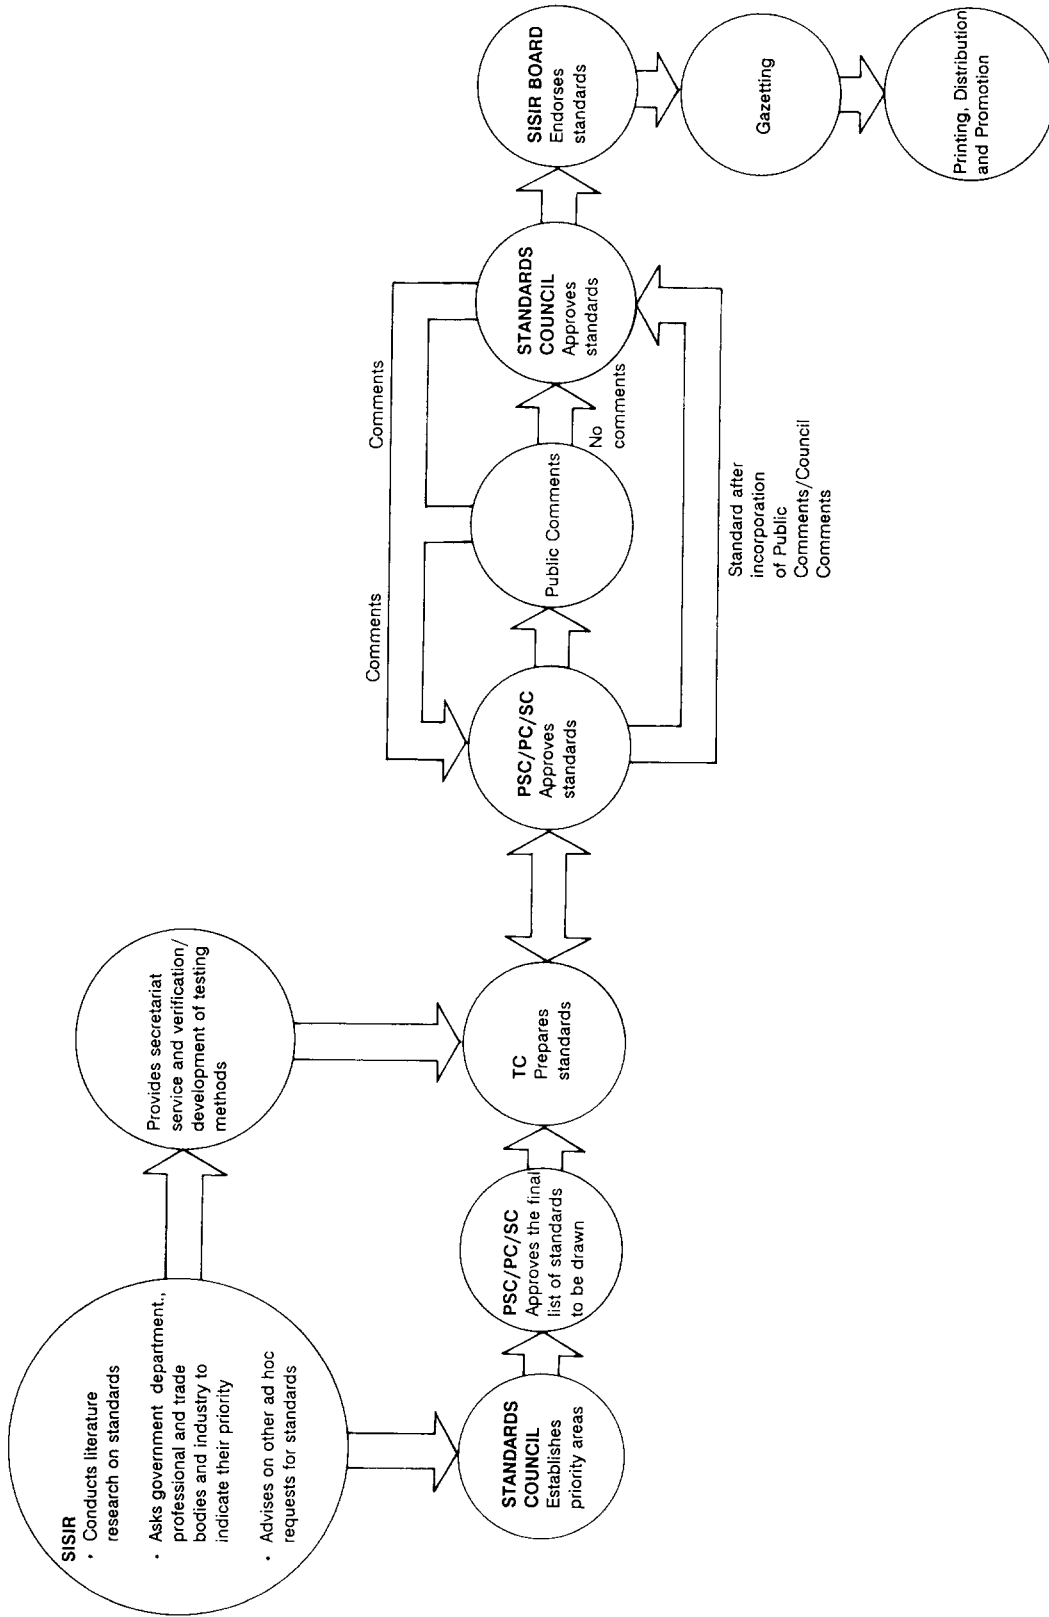 SISIR
• Conducts literature
research on standards
• Asks government department.,
professional and trade
bodies and industry to
indicate their priority
• Advises on other ad hoc
requests for standards
Provides secretariat
service and verification/
development of testing
methods
STANDARDS
COUNCIL
Establishes
priority areas
PSC/PC/SC
Approves the final
list of standards
to be drawn
TC
Prepares
standards
PSC/PC/SC
Approves
standards
Comments
Comments
Public Comments
No
comments
STANDARDS
COUNCIL
Approves
standards
Standard after
incorporation
of Public
Comments/Council
Comments
SISIR BOARD
Endorses
standards
Gazetting
Printing, Distribution
and Promotion